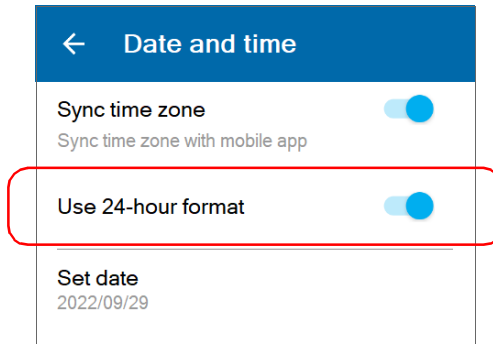 Date and time
Sync time zone
Sync time zone with mobile app
Use 24-hour format
Set date
2022/09/29